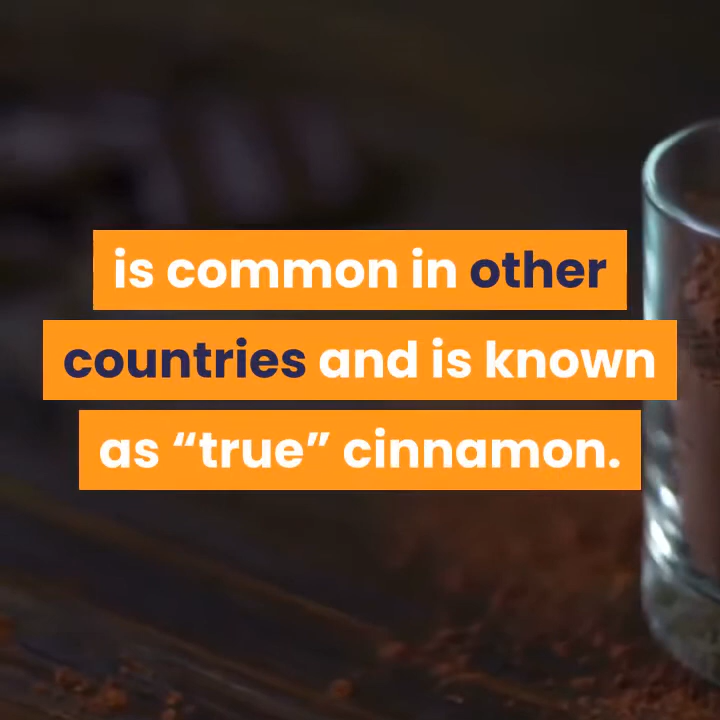 is common in other
countries and is known
as “true” cinnamon.